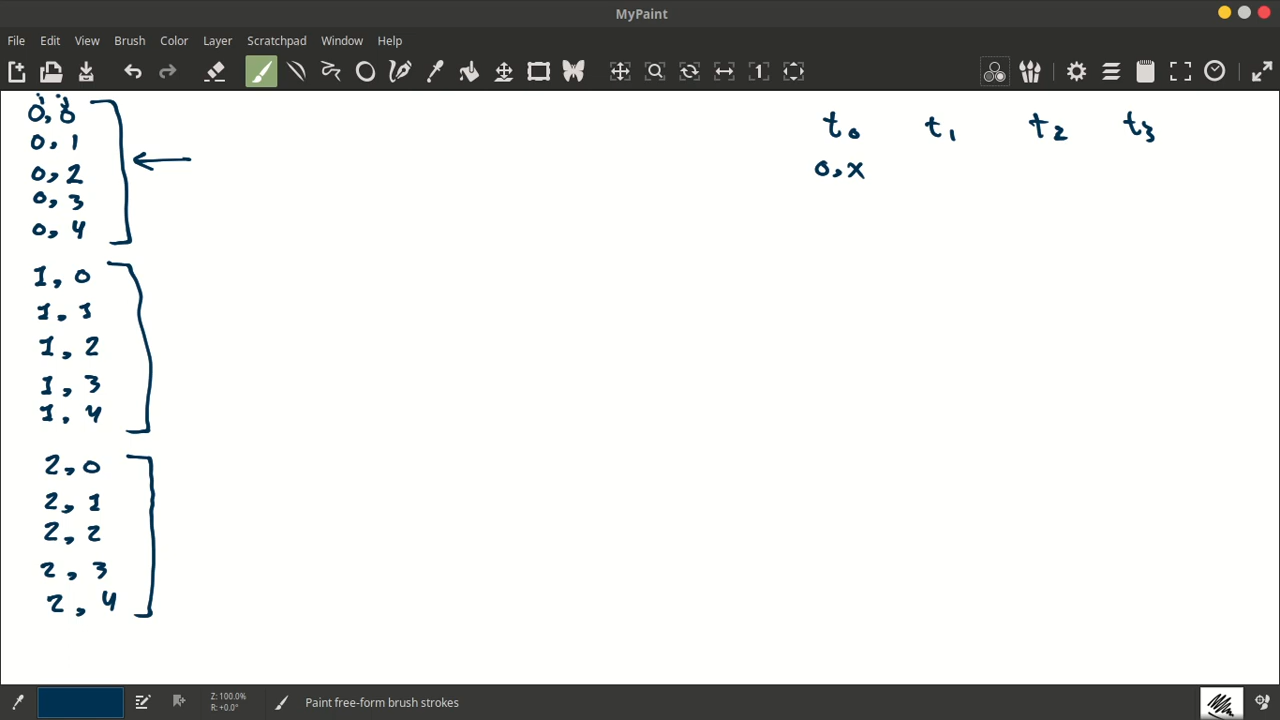 MyPaint
File Edit View Brush Color Layer Scratchpad Window Help
i j
0, 0
0, 1
0, 2
0, 3
0, 4
1, 0
1, 1
1, 2
1, 3
1, 4
2, 0
2, 1
2, 2
2, 3
2, 4
t0 t1 t2 t3
0, x
Z: 100.0%
R: +0.0°
Paint free-form brush strokes